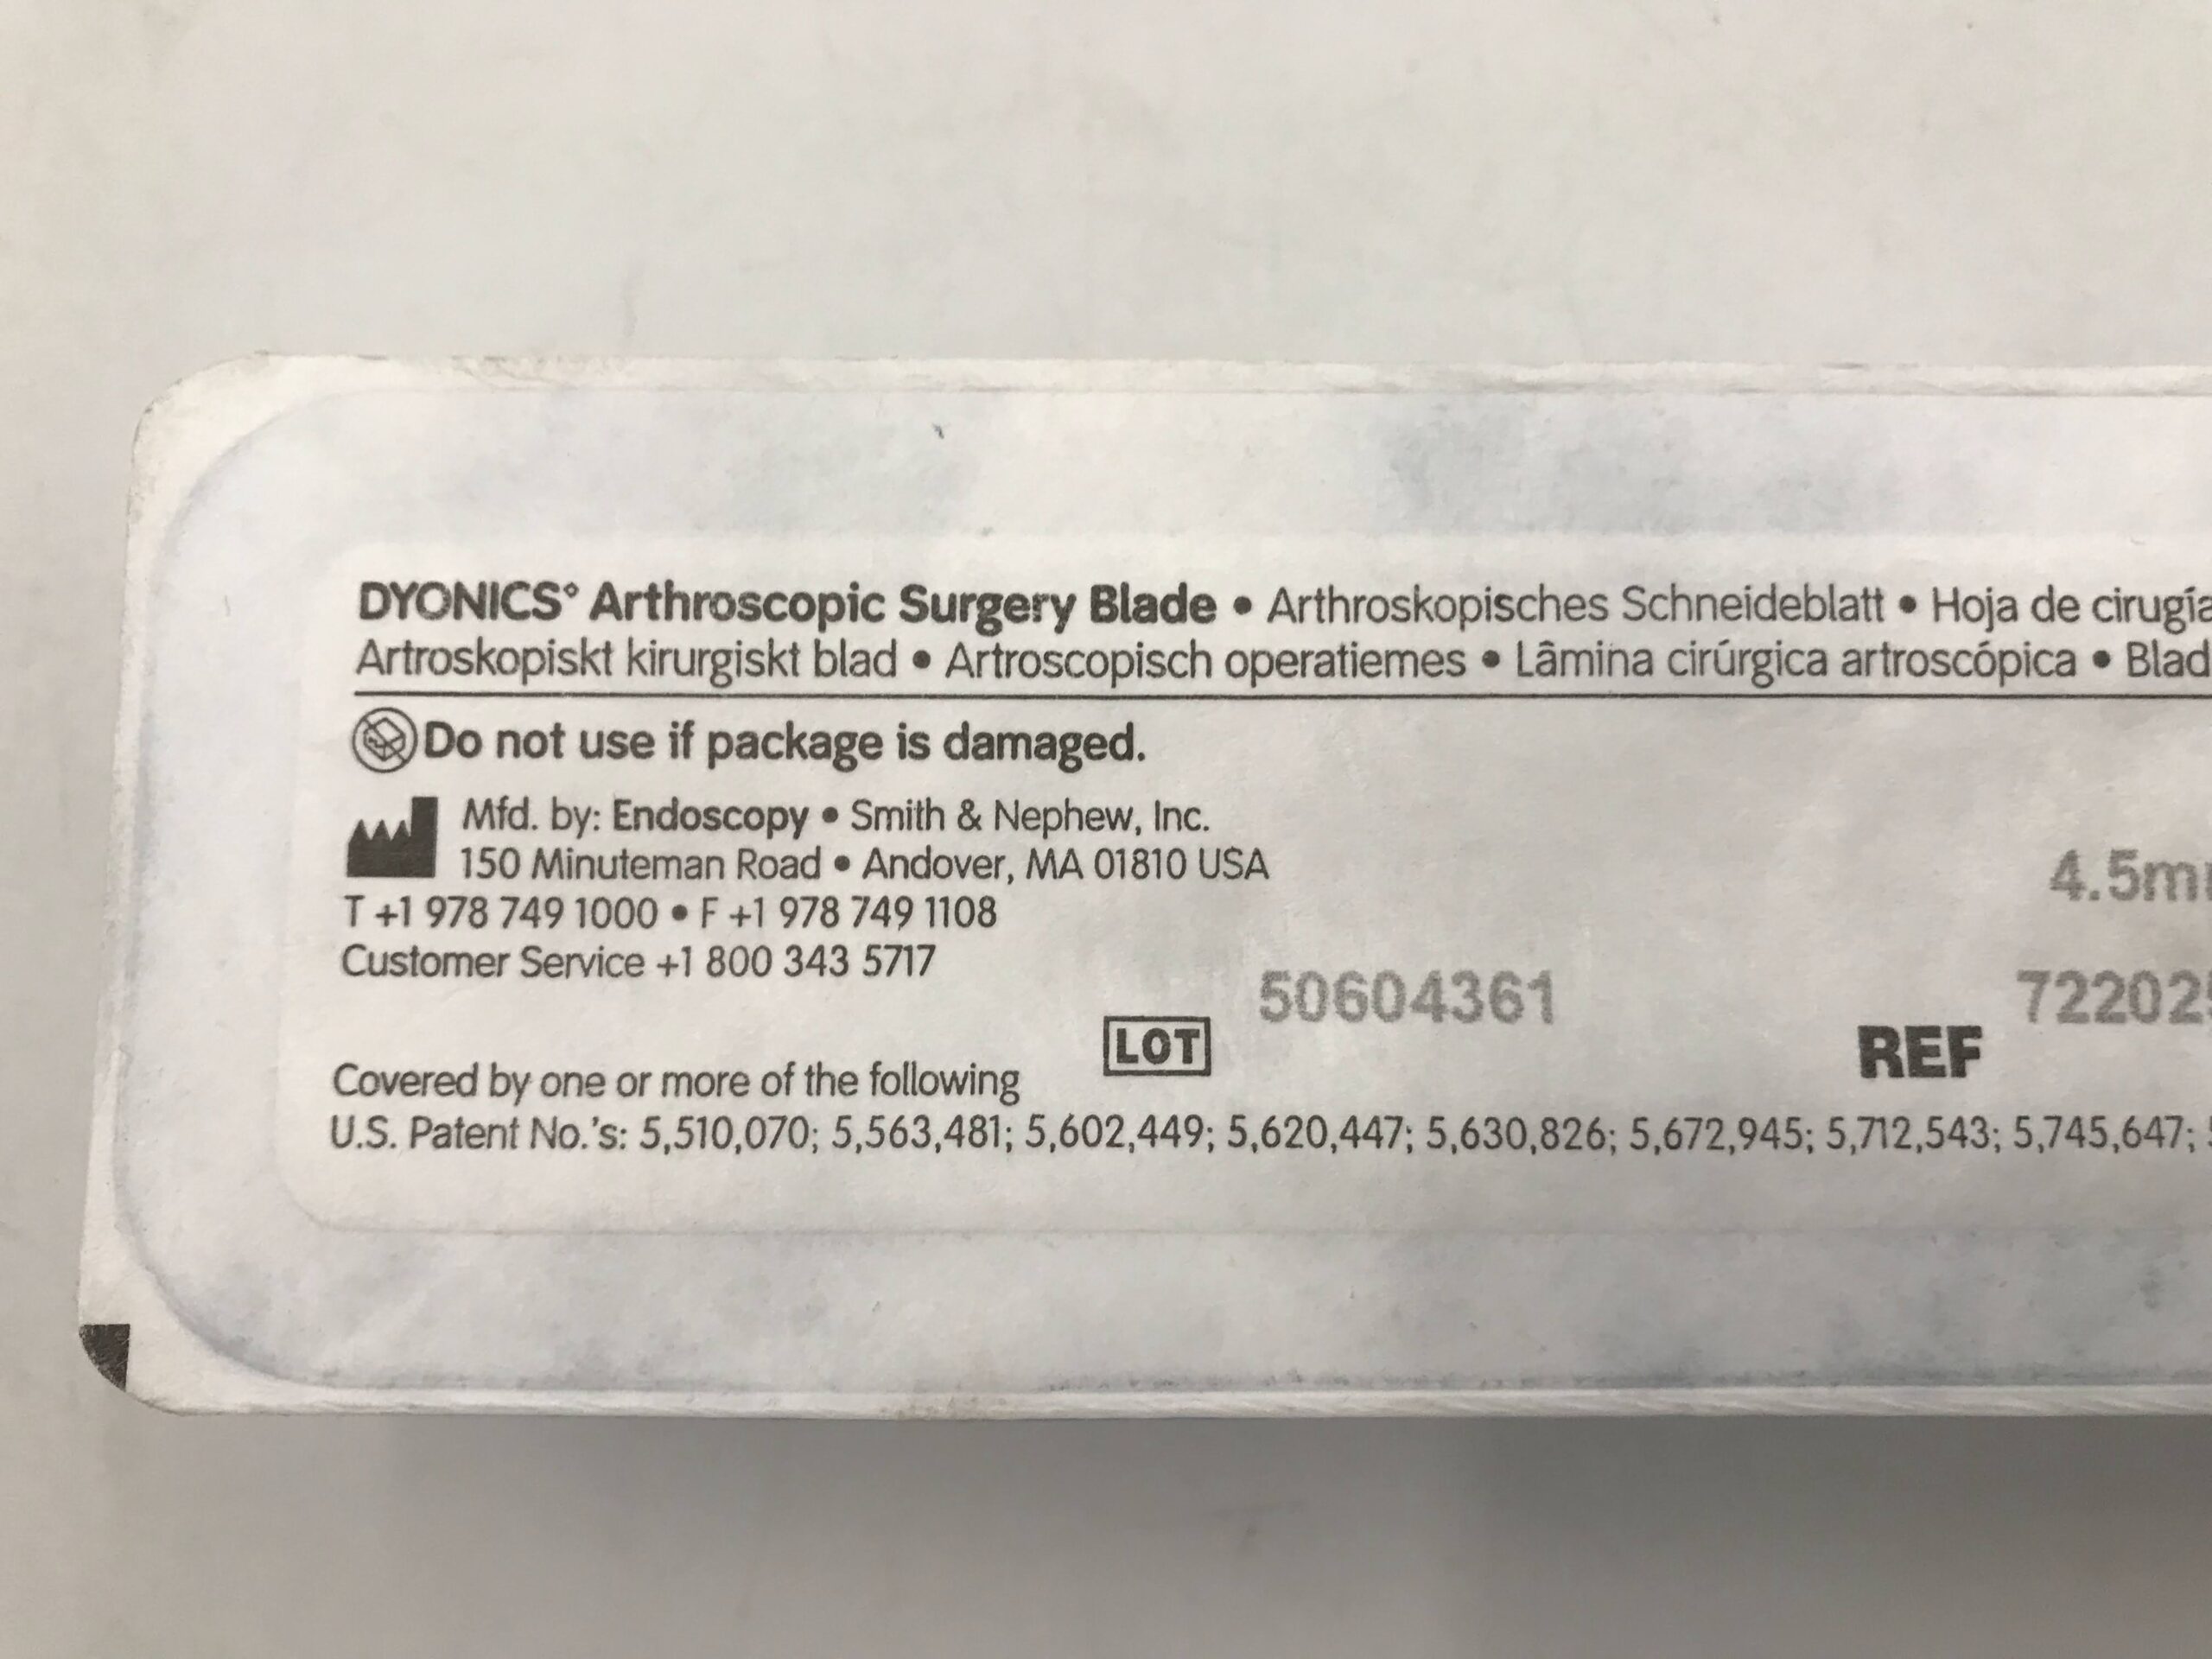 DYONICS° Arthroscopic Surgery Blade • Arthroskopisches Schneideblatt • Hoja de cirugía
Artroskopiskt kirurgiskt blad • Artroscopisch operatiemes • Lâmina cirúrgica artroscópica • Blad
Do not use if package is damaged.
Mfd. by: Endoscopy • Smith & Nephew, Inc.
150 Minuteman Road • Andover, MA 01810 USA
T +1 978 749 1000 • F +1 978 749 1108
Customer Service +1 800 343 5717
4.5m
LOT 50604361
REF 72202
Covered by one or more of the following
U.S. Patent No.'s: 5,510,070; 5,563,481; 5,602,449; 5,620,447; 5,630,826; 5,672,945; 5,712,543; 5,745,647;